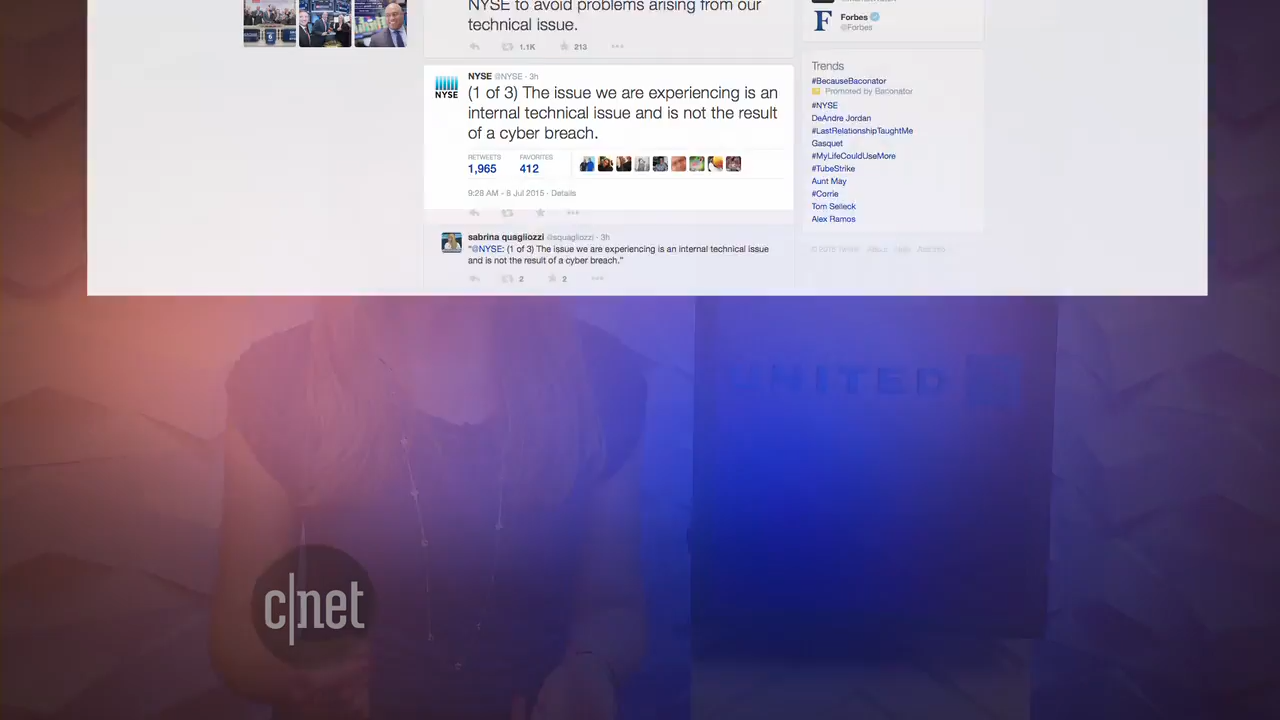 NYSE to avoid problems arising from our
technical issue.
1.1K 213
NYSE @NYSE · 3h
(1 of 3) The issue we are experiencing is an
internal technical issue and is not the result
of a cyber breach.
RETWEETS FAVORITES
1,965 412
9:28 AM - 8 Jul 2015 · Details
sabrina quagliozzi @squagliozzi · 3h
"@NYSE: (1 of 3) The issue we are experiencing is an internal technical issue
and is not the result of a cyber breach."
2 2
NYSE
Forbes
@Forbes
Trends
#BecauseBaconator
Promoted by Baconator
#NYSE
DeAndre Jordan
#LastRelationshipTaughtMe
Gasquet
#MyLifeCouldUseMore
#TubeStrike
Aunt May
#Corrie
Tom Selleck
Alex Ramos
© 2015 Twitter About Help
UNITED
c|net